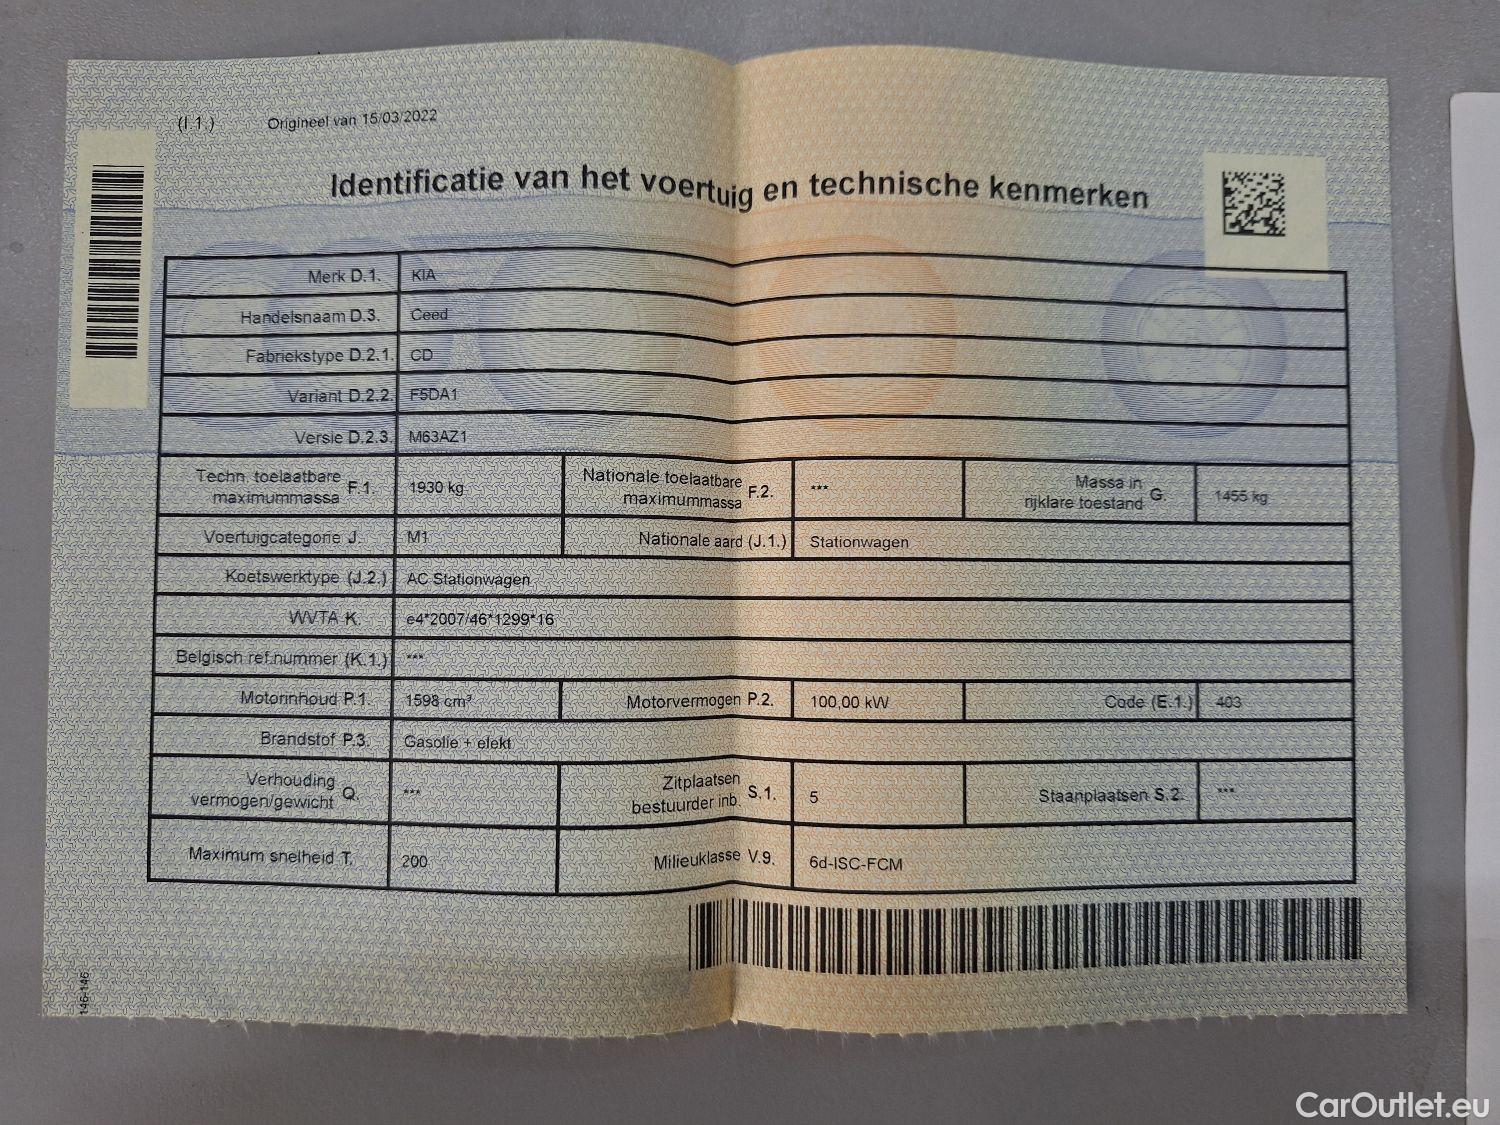 (I.1.) Origineel van 15/03/2022
Identificatie van het voertuig en technische kenmerken
Merk D.1. KIA
Handelsnaam D.3. Ceed
Fabriekstype D.2.1. CD
Variant D.2.2. F5DA1
Versie D.2.3. M63AZ1
Techn. toelaatbare maximummassa F.1. 1930 kg Nationale toelaatbare maximummassa F.2. *** Massa in rijklare toestand G. 1455 kg
Voertuigcategorie J. M1 Nationale aard (J.1.) Stationwagen
Koetswerktype (J.2.) AC Stationwagen
WVTA K. e4*2007/46*1299*16
Belgisch ref.nummer (K.1.) ***
Motorinhoud P.1. 1598 cm³ Motorvermogen P.2. 100,00 kW Code (E.1.) 403
Brandstof P.3. Gasolie + elekt
Verhouding vermogen/gewicht Q. *** Zitplaatsen bestuurder inb. S.1. 5 Staanplaatsen S.2. ***
Maximum snelheid T. 200 Milieuklasse V.9. 6d-ISC-FCM
146-146
CarOutlet.eu